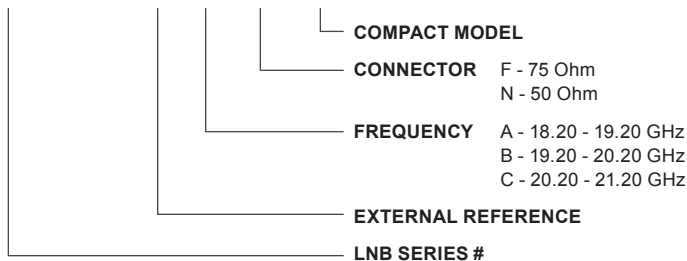 COMPACT MODEL
CONNECTOR F - 75 Ohm
N - 50 Ohm
FREQUENCY A - 18.20 - 19.20 GHz
B - 19.20 - 20.20 GHz
C - 20.20 - 21.20 GHz
EXTERNAL REFERENCE
LNB SERIES #